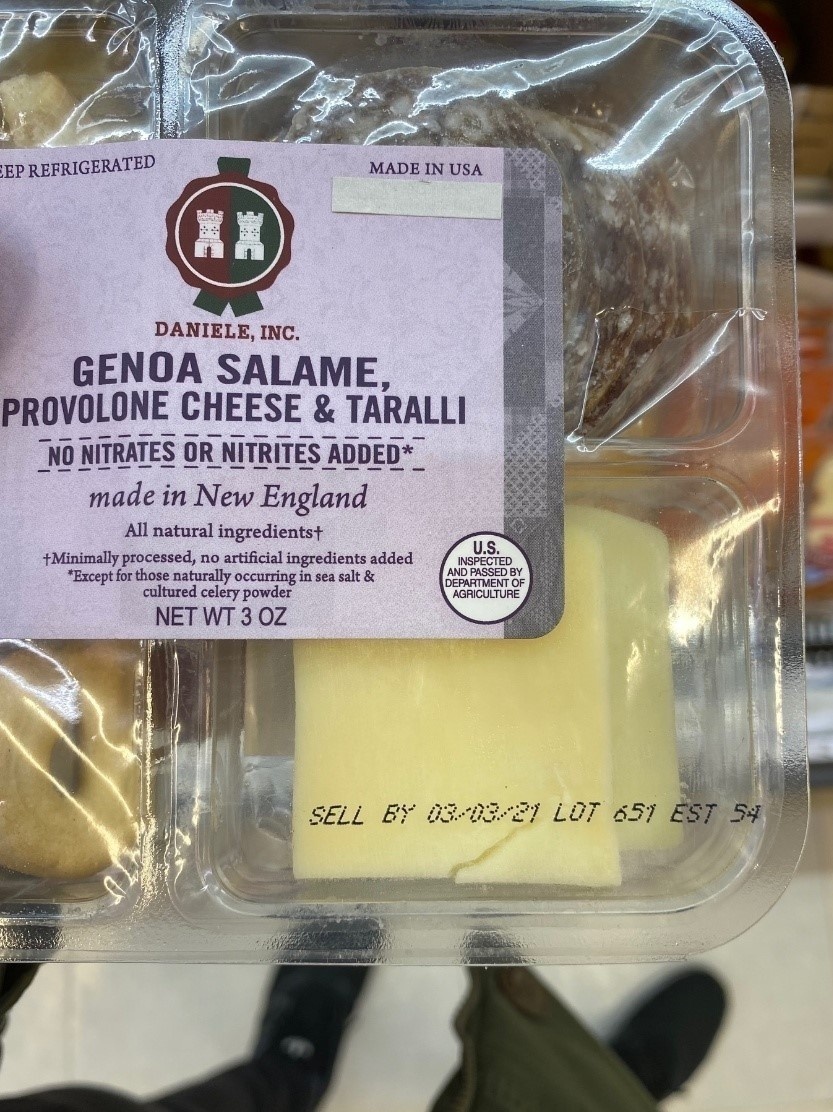 EEP REFRIGERATED
MADE IN USA
DANIELE, INC.
GENOA SALAME,
PROVOLONE CHEESE & TARALLI
NO NITRATES OR NITRITES ADDED*
made in New England
All natural ingredients†
†Minimally processed, no artificial ingredients added
*Except for those naturally occurring in sea salt &
cultured celery powder
NET WT 3 OZ
U.S.
INSPECTED
AND PASSED BY
DEPARTMENT OF
AGRICULTURE
SELL BY 03/03/21 LOT 651 EST 54